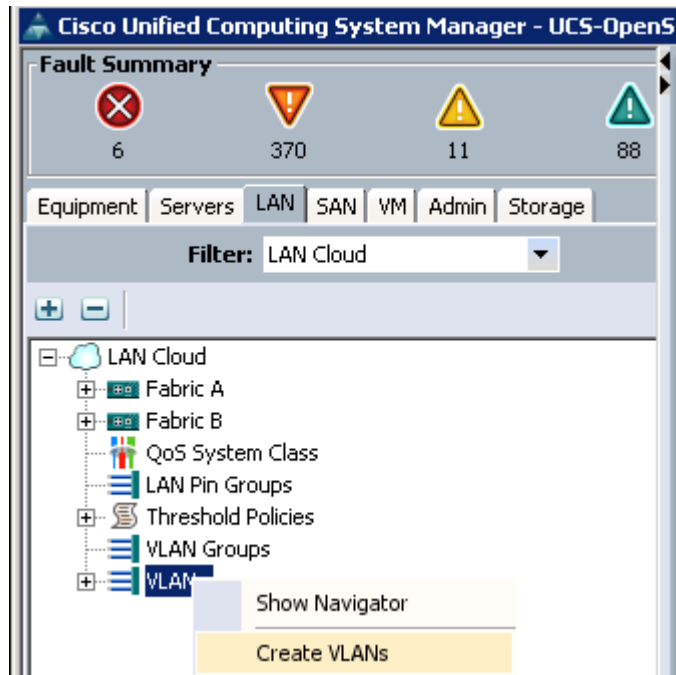 Cisco Unified Computing System Manager - UCS-OpenS
Fault Summary
6 370 11 88
Equipment Servers LAN SAN VM Admin Storage
Filter: LAN Cloud
LAN Cloud
Fabric A
Fabric B
QoS System Class
LAN Pin Groups
Threshold Policies
VLAN Groups
VLAN
Show Navigator
Create VLANs